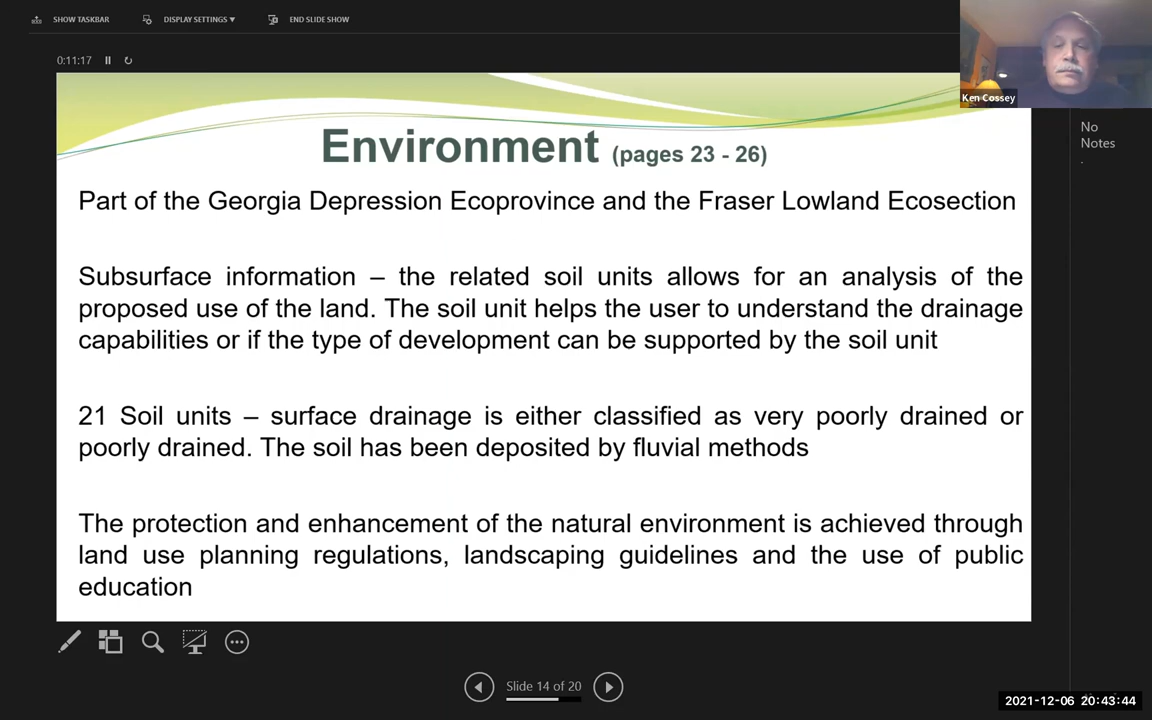 SHOW TASKBAR DISPLAY SETTINGS ▾ END SLIDE SHOW
0:11:17
Ken Cossey
No
Notes
.
Environment (pages 23 - 26)
Part of the Georgia Depression Ecoprovince and the Fraser Lowland Ecosection
Subsurface information – the related soil units allows for an analysis of the
proposed use of the land. The soil unit helps the user to understand the drainage
capabilities or if the type of development can be supported by the soil unit
21 Soil units – surface drainage is either classified as very poorly drained or
poorly drained. The soil has been deposited by fluvial methods
The protection and enhancement of the natural environment is achieved through
land use planning regulations, landscaping guidelines and the use of public
education
Slide 14 of 20
2021-12-06 20:43:44